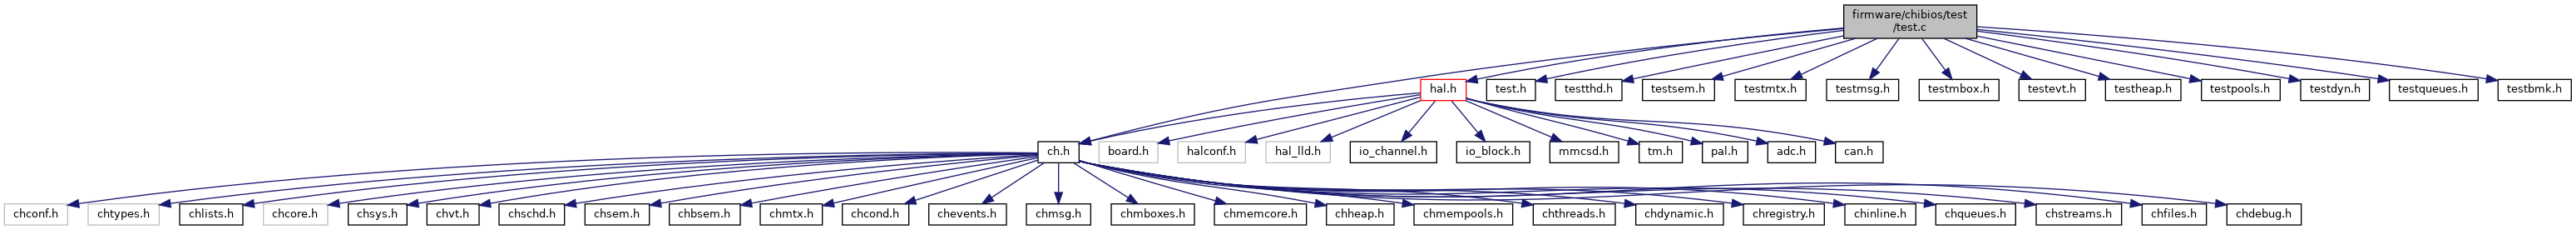 firmware/chibios/test
/test.c
hal.h
test.h
testthd.h
testsem.h
testmtx.h
testmsg.h
testmbox.h
testevt.h
testheap.h
testpools.h
testdyn.h
testqueues.h
testbmk.h
ch.h
board.h
halconf.h
hal_lld.h
io_channel.h
io_block.h
mmcsd.h
tm.h
pal.h
adc.h
can.h
chconf.h
chtypes.h
chlists.h
chcore.h
chsys.h
chvt.h
chschd.h
chsem.h
chbsem.h
chmtx.h
chcond.h
chevents.h
chmsg.h
chmboxes.h
chmemcore.h
chheap.h
chmempools.h
chthreads.h
chdynamic.h
chregistry.h
chinline.h
chqueues.h
chstreams.h
chfiles.h
chdebug.h